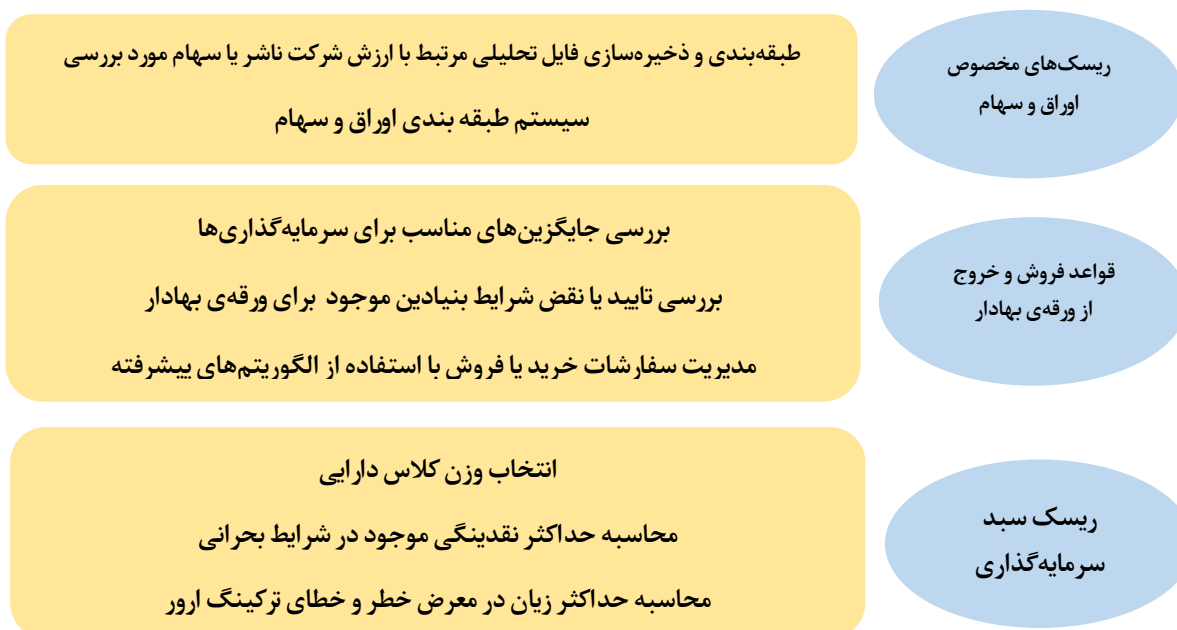 ریسک‌های مخصوص
اوراق و سهام
طبقه‌بندی و ذخیره‌سازی فایل تحلیلی مرتبط با ارزش شرکت ناشر یا سهام مورد بررسی
سیستم طبقه بندی اوراق و سهام
قواعد فروش و خروج
از ورقه‌ی بهادار
بررسی جایگزین‌های مناسب برای سرمایه‌گذاری‌ها
بررسی تایید یا نقض شرایط بنیادین موجود برای ورقه‌ی بهادار
مدیریت سفارشات خرید یا فروش با استفاده از الگوریتم‌های پیشرفته
ریسک سبد
سرمایه‌گذاری
انتخاب وزن کلاس دارایی
محاسبه حداکثر نقدینگی موجود در شرایط بحرانی
محاسبه حداکثر زیان در معرض خطر و خطای ترکینگ ارور